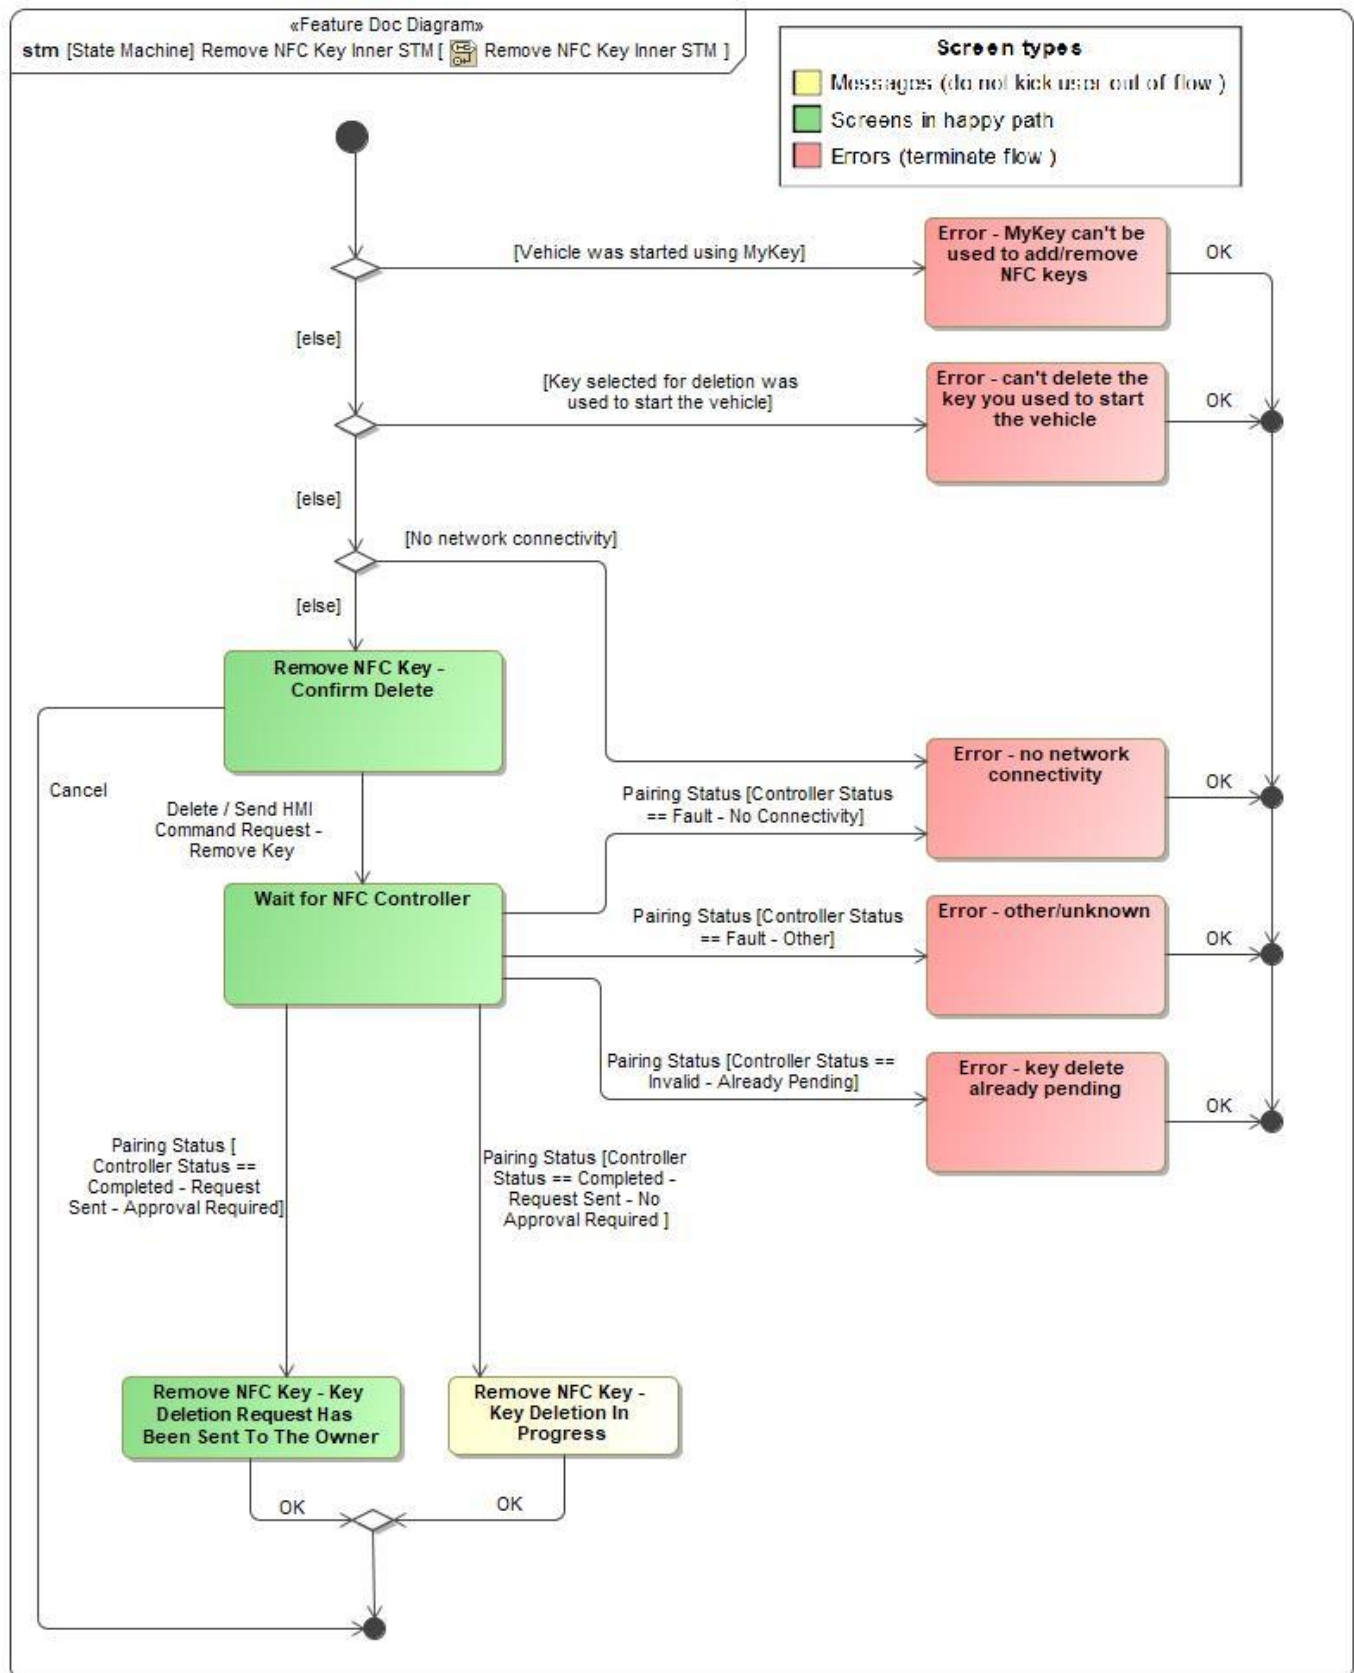 «Feature Doc Diagram»
stm [State Machine] Remove NFC Key Inner STM [ Remove NFC Key Inner STM ]
Screen types
Messages (do not kick user out of flow )
Screens in happy path
Errors (terminate flow )
[Vehicle was started using MyKey]
Error - MyKey can't be
used to add/remove
NFC keys
OK
[else]
[Key selected for deletion was
used to start the vehicle]
Error - can't delete the
key you used to start
the vehicle
OK
[else]
[No network connectivity]
[else]
Remove NFC Key -
Confirm Delete
Cancel
Delete / Send HMI
Command Request -
Remove Key
Error - no network
connectivity
OK
Pairing Status [Controller Status
== Fault - No Connectivity]
Wait for NFC Controller
Pairing Status [Controller Status
== Fault - Other]
Error - other/unknown
OK
Pairing Status [Controller Status ==
Invalid - Already Pending]
Error - key delete
already pending
OK
Pairing Status [
Controller Status ==
Completed - Request
Sent - Approval Required]
Pairing Status [Controller
Status == Completed -
Request Sent - No
Approval Required ]
Remove NFC Key - Key
Deletion Request Has
Been Sent To The Owner
Remove NFC Key -
Key Deletion In
Progress
OK
OK